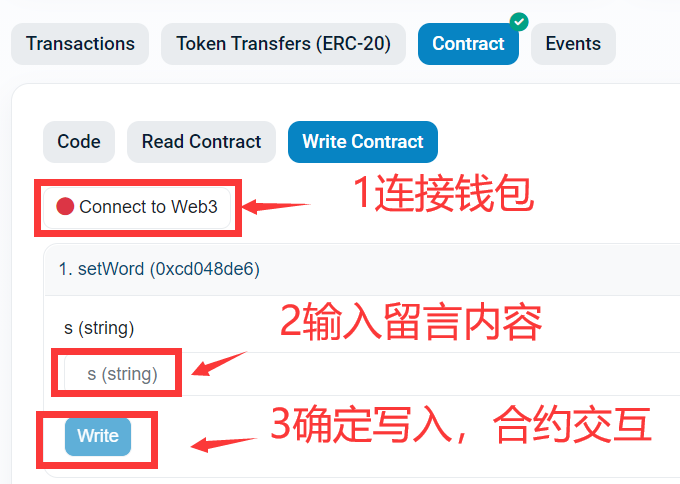 Transactions
Token Transfers (ERC-20)
Contract
Events
Code
Read Contract
Write Contract
Connect to Web3
1连接钱包
1. setWord (0xcd048de6)
s (string)
2输入留言内容
s (string)
3确定写入，合约交互
Write